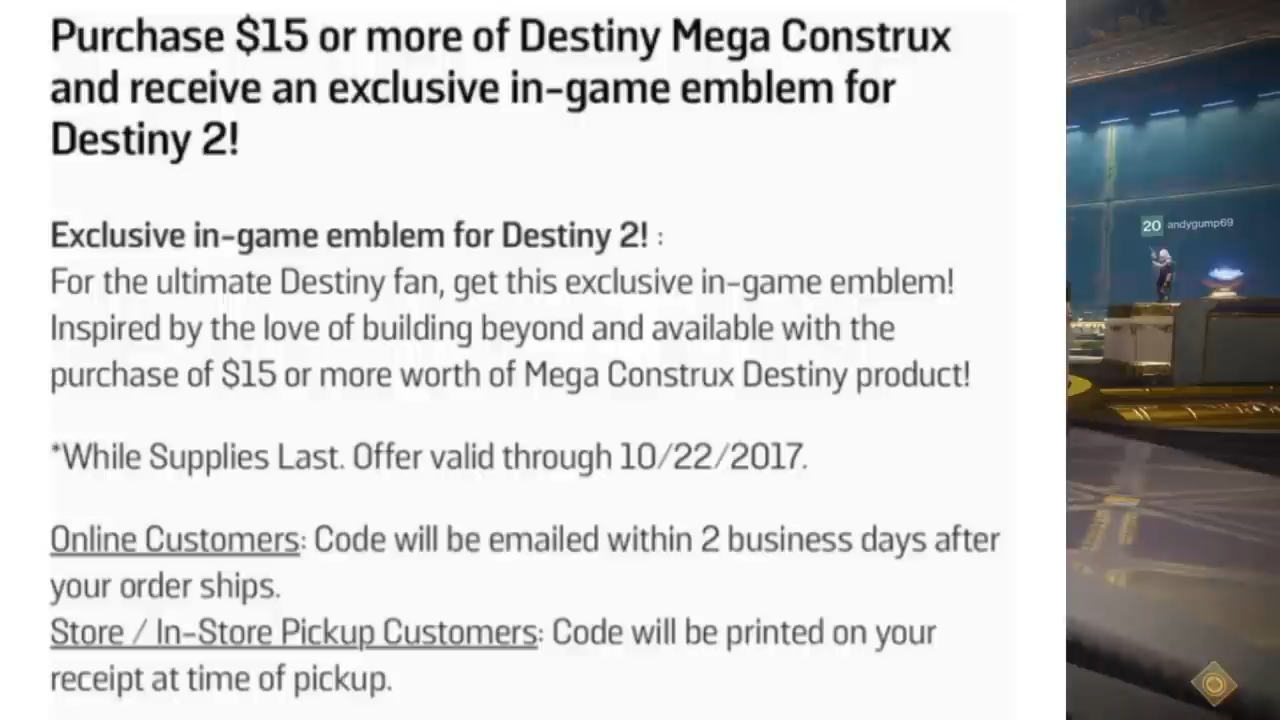 Purchase $15 or more of Destiny Mega Construx
and receive an exclusive in-game emblem for
Destiny 2!
Exclusive in-game emblem for Destiny 2! :
For the ultimate Destiny fan, get this exclusive in-game emblem!
Inspired by the love of building beyond and available with the
purchase of $15 or more worth of Mega Construx Destiny product!
*While Supplies Last. Offer valid through 10/22/2017.
Online Customers: Code will be emailed within 2 business days after
your order ships.
Store / In-Store Pickup Customers: Code will be printed on your
receipt at time of pickup.
20 andygump69